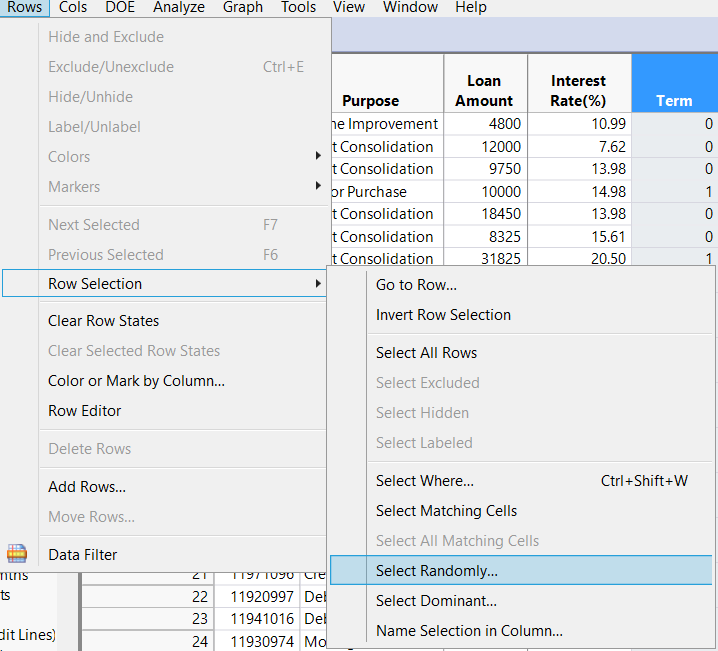 Rows Cols DOE Analyze Graph Tools View Window Help
Hide and Exclude
Exclude/Unexclude Ctrl+E
Hide/Unhide
Label/Unlabel
Colors
Markers
Next Selected F7
Previous Selected F6
Row Selection
Clear Row States
Clear Selected Row States
Color or Mark by Column...
Row Editor
Delete Rows
Add Rows...
Move Rows...
Data Filter
Purpose Loan Amount Interest Rate(%) Term
Improvement 4800 10.99 0
Consolidation 12000 7.62 0
Consolidation 9750 13.98 0
Purchase 10000 14.98 1
Consolidation 18450 13.98 0
Consolidation 8325 15.61 0
Consolidation 31825 20.50 1
Go to Row...
Invert Row Selection
Select All Rows
Select Excluded
Select Hidden
Select Labeled
Select Where... Ctrl+Shift+W
Select Matching Cells
Select All Matching Cells
Select Randomly...
Select Dominant...
Name Selection in Column...
21 11971096 Cre
22 11920997 Deb
23 11941016 Deb
24 11930974 Mo
ts
dit Lines)